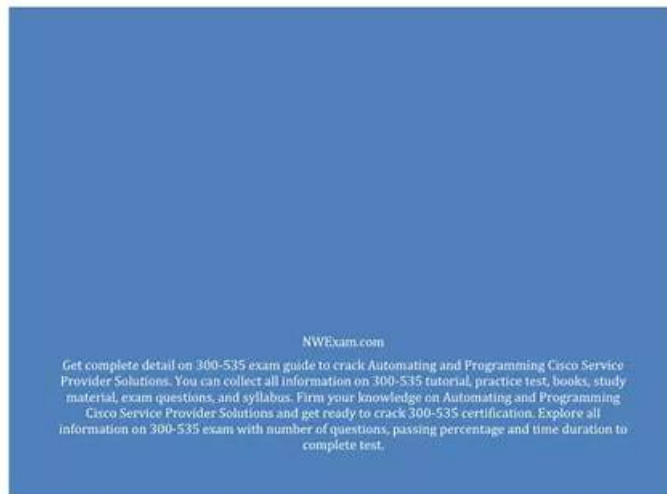 NWExam.com
Get complete detail on 300-535 exam guide to crack Automating and Programming Cisco Service
Provider Solutions. You can collect all information on 300-535 tutorial, practice test, books, study
material, exam questions, and syllabus. Firm your knowledge on Automating and Programming
Cisco Service Provider Solutions and get ready to crack 300-535 certification. Explore all
information on 300-535 exam with number of questions, passing percentage and time duration to
complete test.